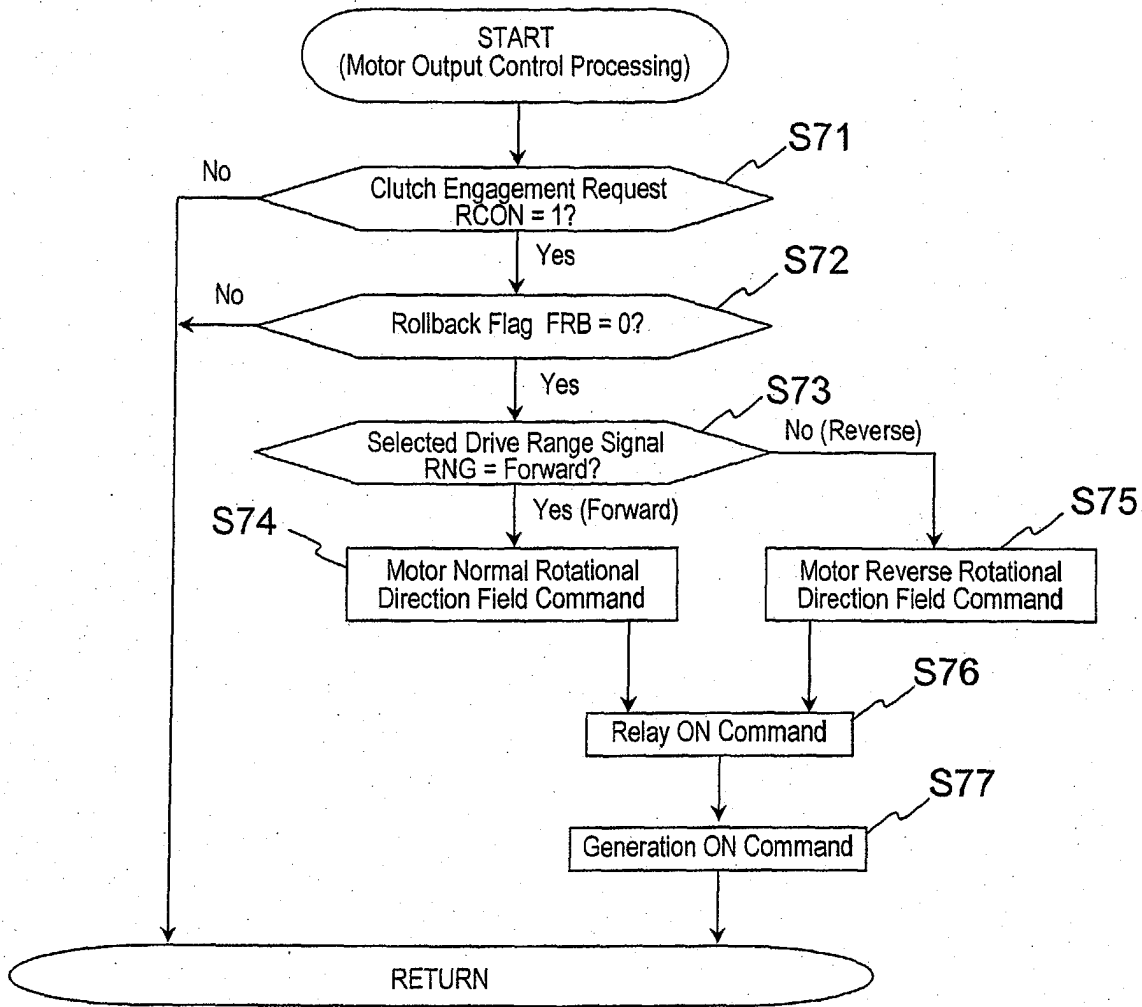 START
(Motor Output Control Processing)
S71
No
Clutch Engagement Request
RCON = 1?
Yes
S72
No
Rollback Flag FRB = 0?
Yes
S73
Selected Drive Range Signal
RNG = Forward?
No (Reverse)
S74
Yes (Forward)
S75
Motor Normal Rotational
Direction Field Command
Motor Reverse Rotational
Direction Field Command
S76
Relay ON Command
S77
Generation ON Command
RETURN